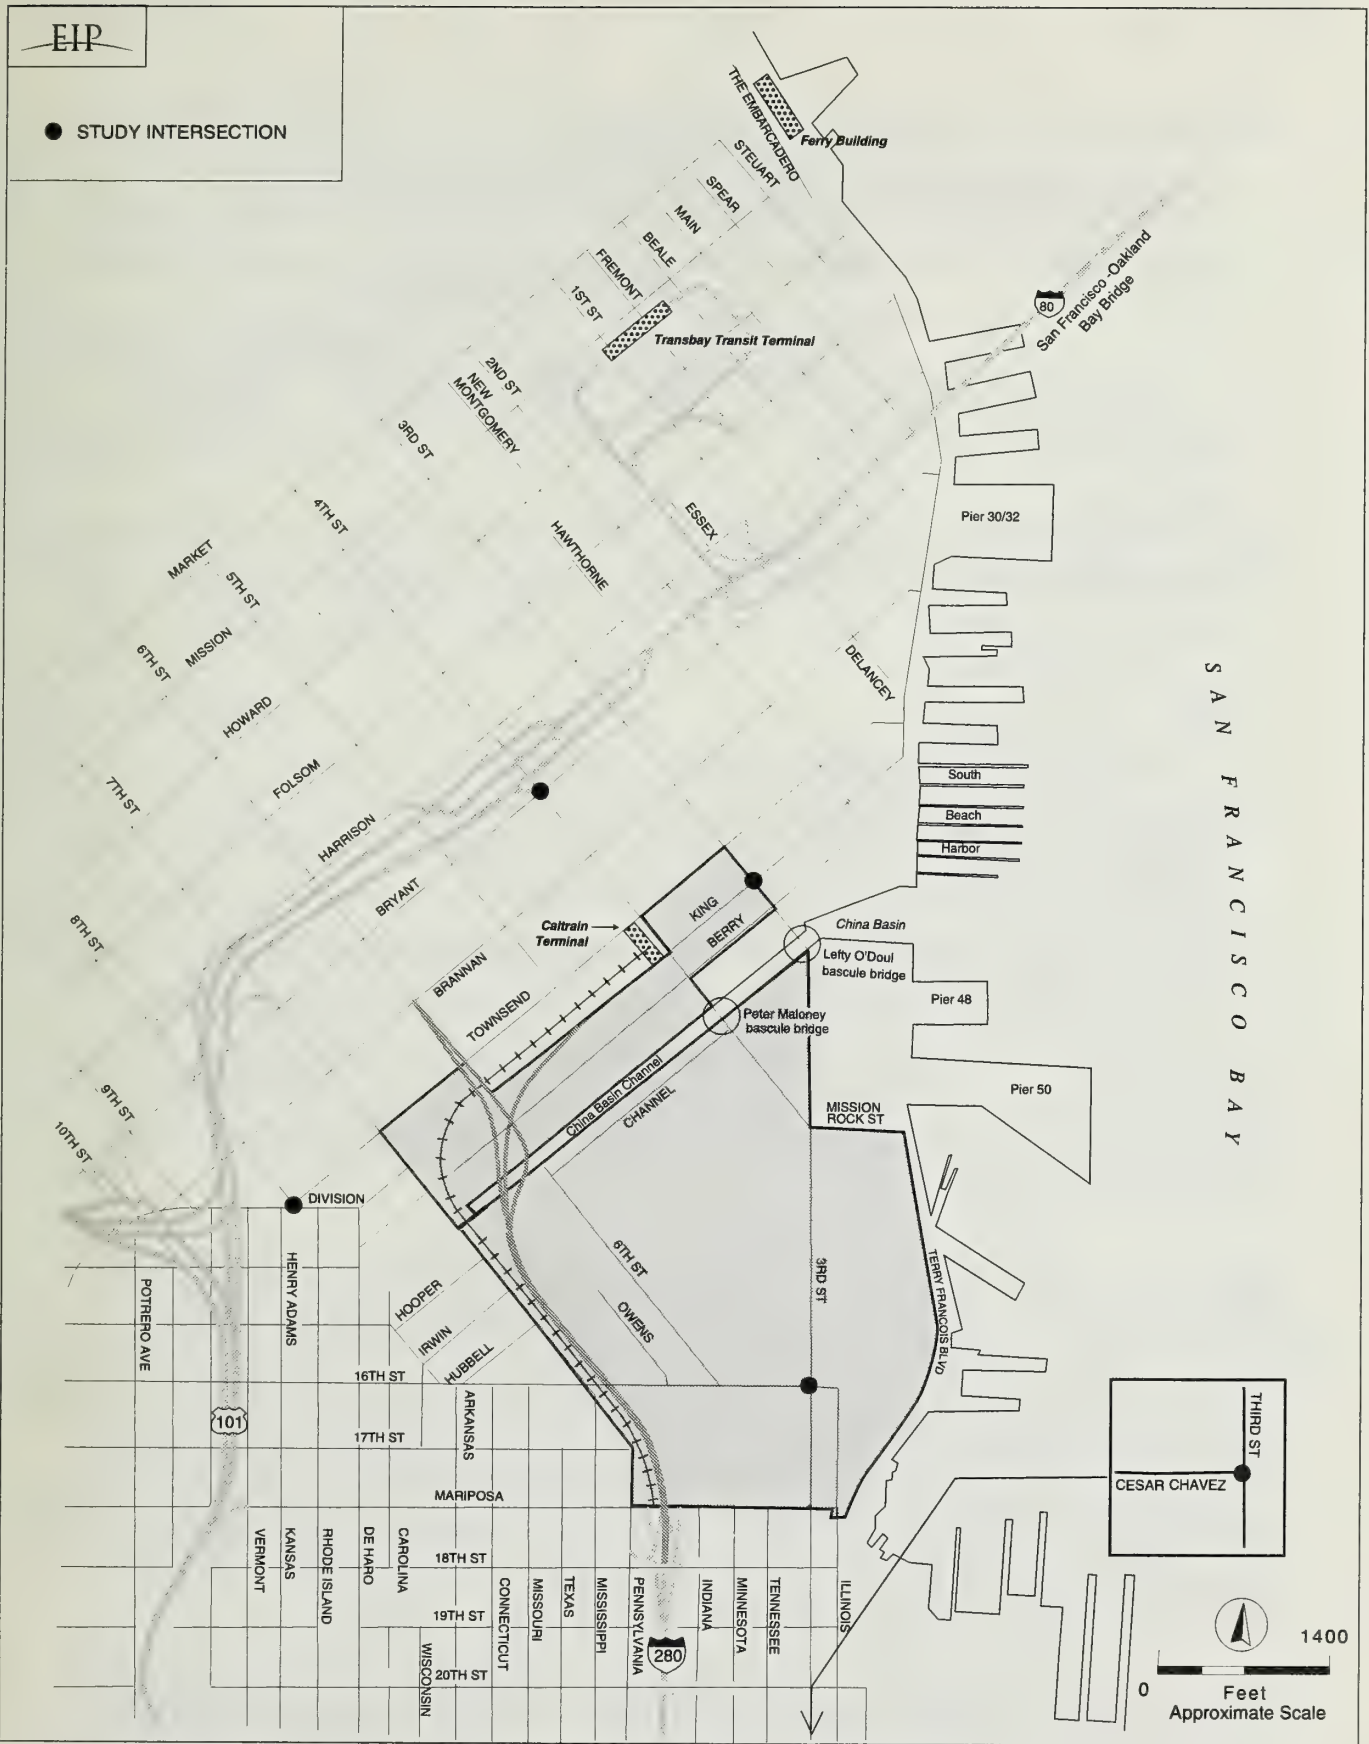 EIP
STUDY INTERSECTION
THE EMBARCADERO
Ferry Building
STEUART
SPEAR
MAIN
BEALE
FREMONT
1ST ST
Transbay Transit Terminal
80
San Francisco-Oakland
Bay Bridge
2ND ST
NEW
MONTGOMERY
3RD ST
4TH ST
HAWTHORNE
ESSEX
Pier 30/32
MARKET
5TH ST
MISSION
6TH ST
HOWARD
DELANCEY
FOLSOM
7TH ST
HARRISON
South
Beach
Harbor
SAN FRANCISCO BAY
BRYANT
8TH ST
KING
BERRY
Caltrain
Terminal
China Basin
Lefty O'Doul
bascule bridge
BRANNAN
TOWNSEND
Pier 48
Peter Maloney
bascule bridge
China Basin Channel
CHANNEL
Pier 50
MISSION
ROCK ST
9TH ST
10TH ST
DIVISION
HENRY ADAMS
POTRERO AVE
HOOPER
IRWIN
HUBBELL
6TH ST
OWENS
3RD ST
TERRY FRANCOIS BLVD
16TH ST
ARKANSAS
101
17TH ST
MARIPOSA
THIRD ST
CESAR CHAVEZ
VERMONT
KANSAS
RHODE ISLAND
DE HARO
CAROLINA
18TH ST
19TH ST
WISCONSIN
20TH ST
CONNECTICUT
MISSOURI
TEXAS
MISSISSIPPI
PENNSYLVANIA
280
INDIANA
MINNESOTA
TENNESSEE
ILLINOIS
1400
0
Feet
Approximate Scale